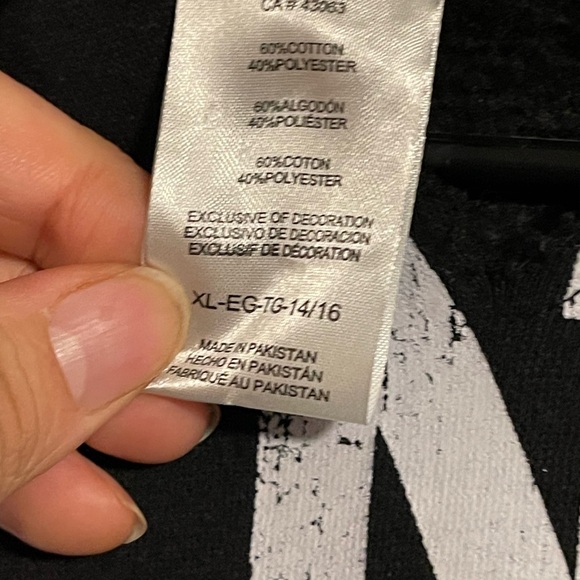 CA # 43063
60%COTTON
40%POLYESTER
60%ALGODÓN
40%POLIÉSTER
60%COTON
40%POLYESTER
EXCLUSIVE OF DECORATION
EXCLUSIVO DE DECORACION
EXCLUSIF DE DÉCORATION
XL-EG-TG-14/16
MADE IN PAKISTAN
HECHO EN PAKISTÁN
FABRIQUÉ AU PAKISTAN